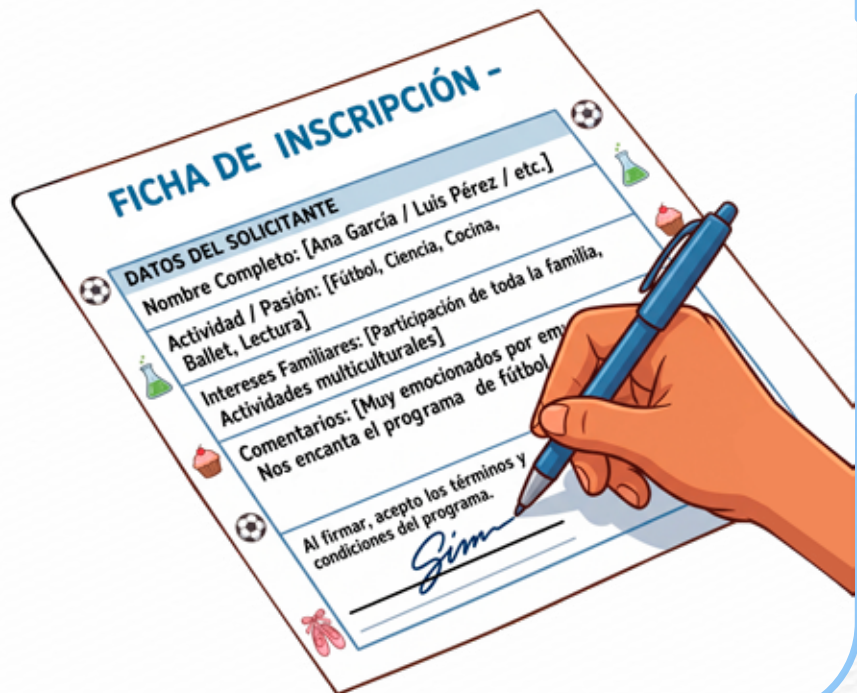 FICHA DE INSCRIPCIÓN -
DATOS DEL SOLICITANTE
Nombre Completo: [Ana García / Luis Pérez / etc.]
Actividad / Pasión: [Fútbol, Ciencia, Cocina,
Ballet, Lectura]
Intereses Familiares: [Participación de toda la familia,
Actividades multiculturales]
Comentarios: [Muy emocionados por
Nos encanta el programa de fútbol
Al firmar, acepto los términos y
condiciones del programa.